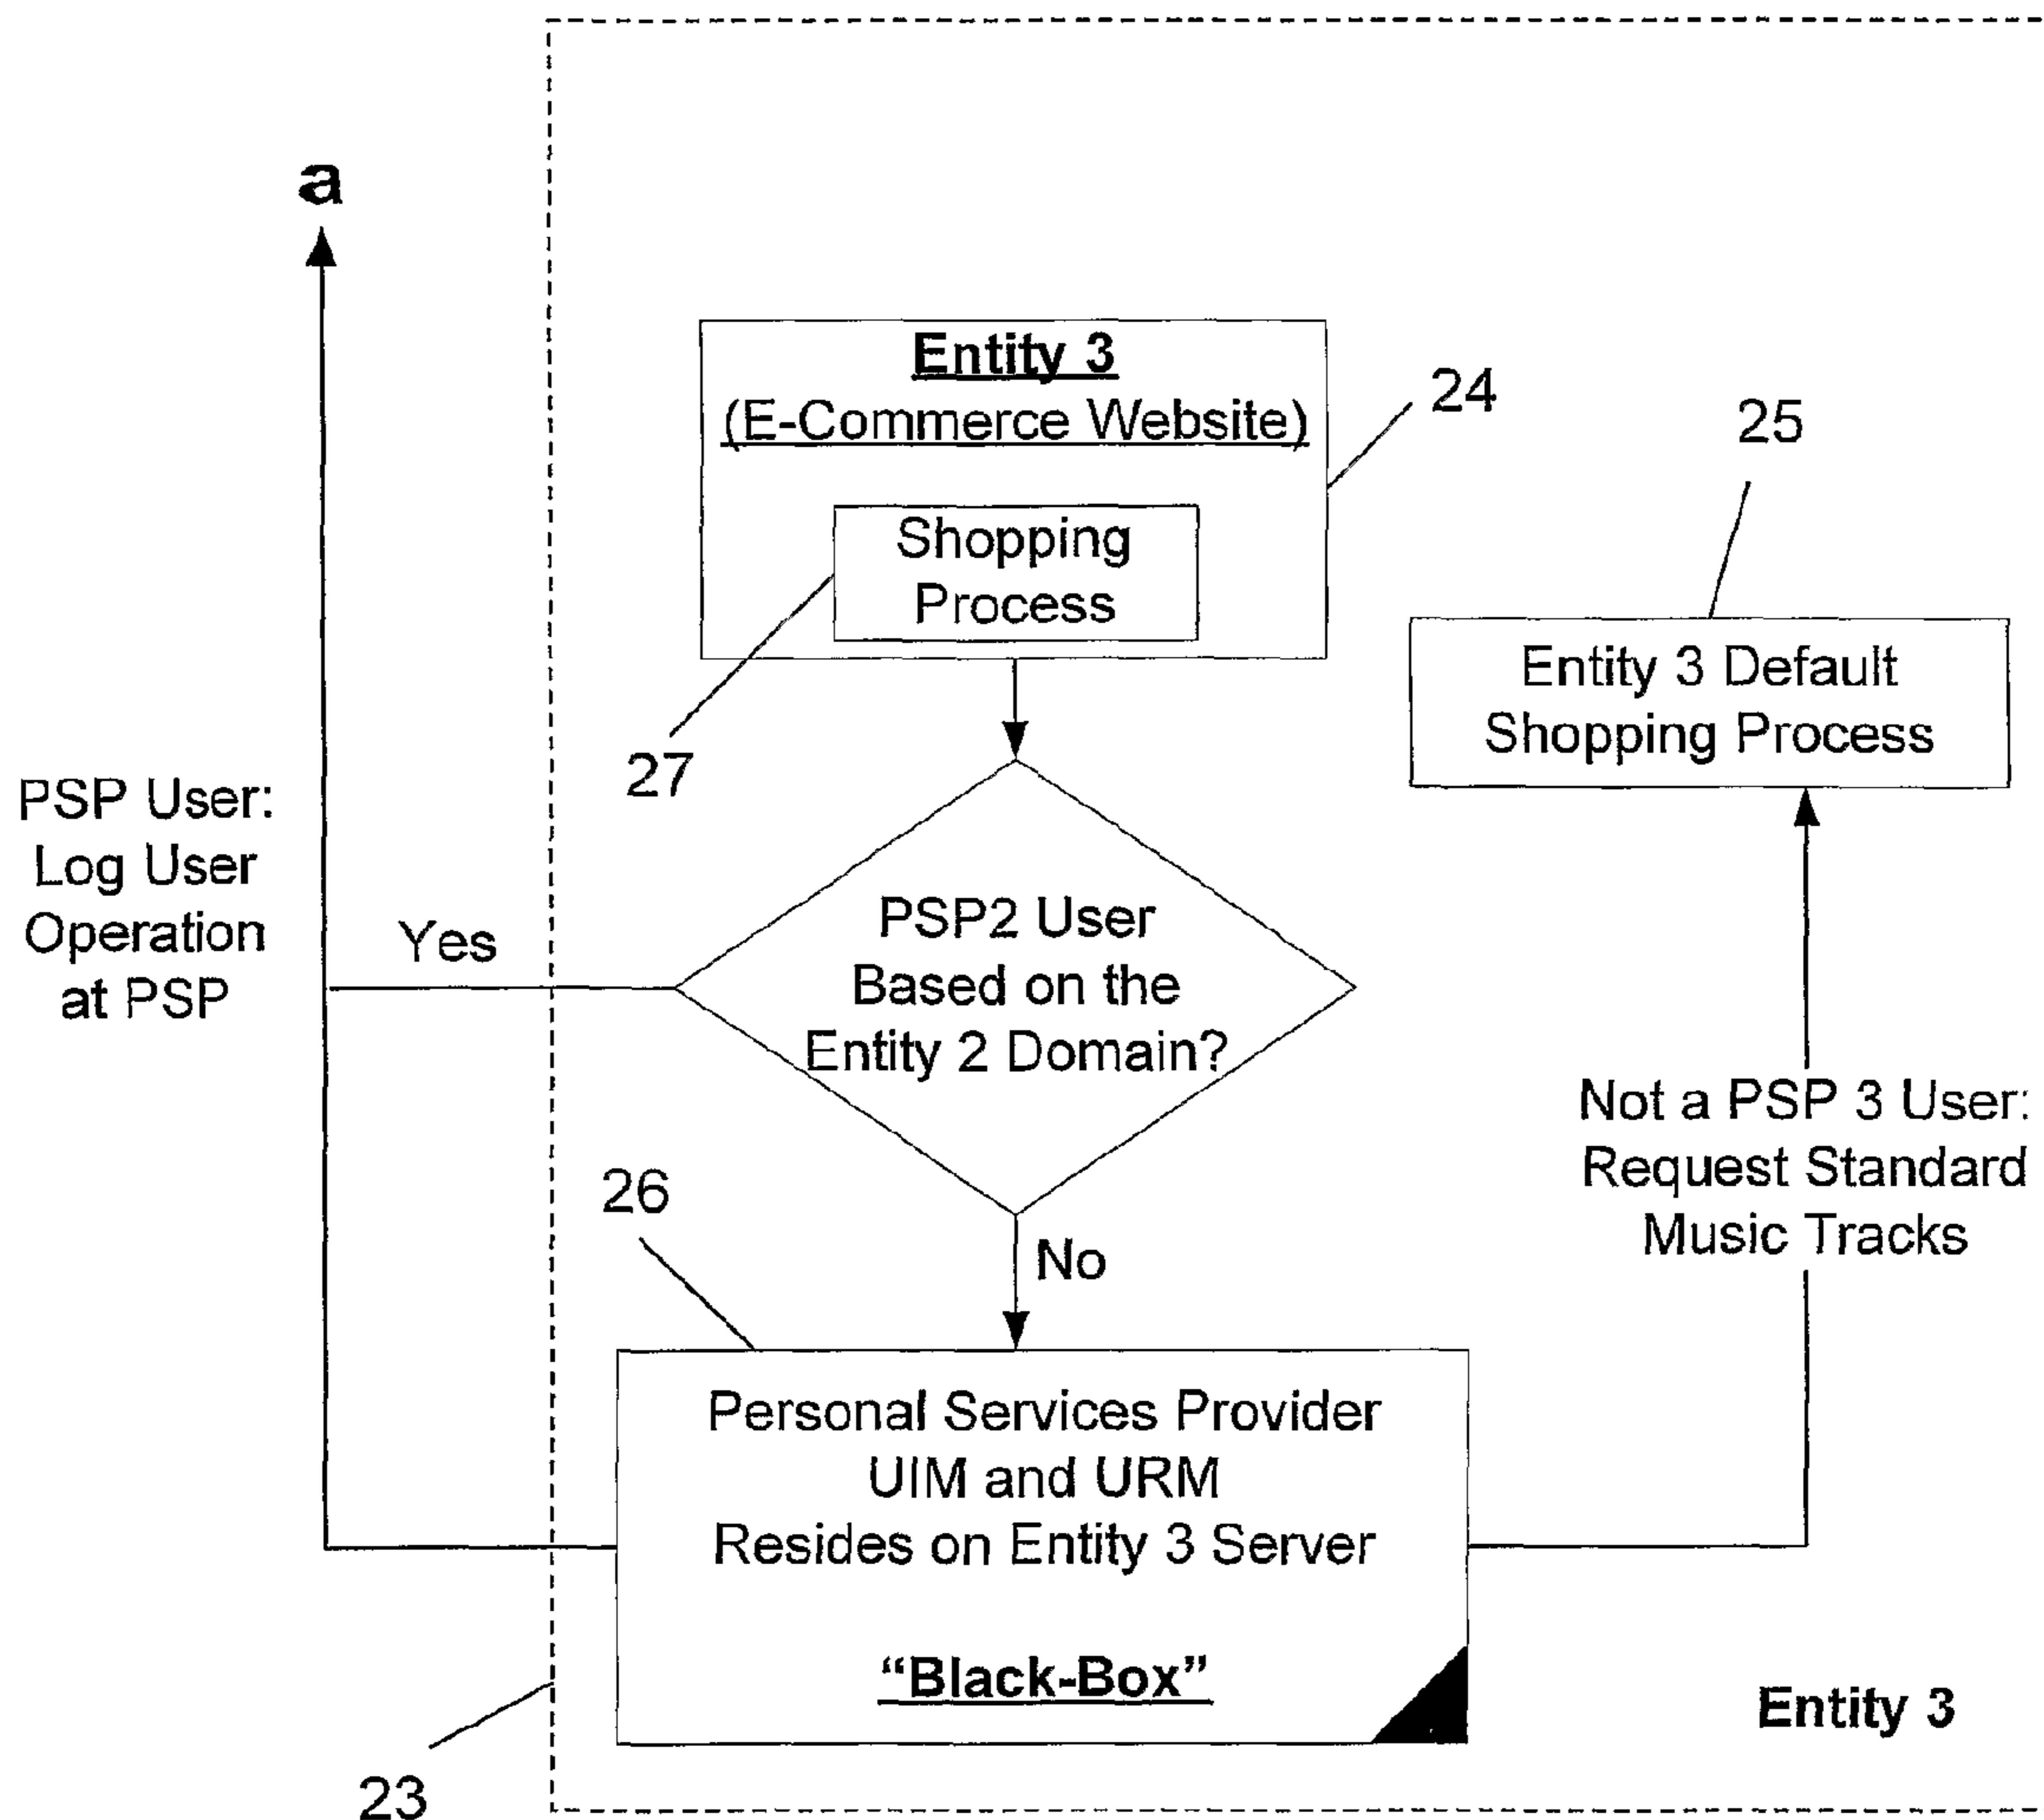 a
Entity 3
(E-Commerce Website)
24
25
Shopping
Process
27
Entity 3 Default
Shopping Process
PSP User:
Log User
Operation
at PSP
Yes
PSP2 User
Based on the
Entity 2 Domain?
Not a PSP 3 User:
Request Standard
Music Tracks
26
No
Personal Services Provider
UIM and URM
Resides on Entity 3 Server
“Black-Box”
Entity 3
23